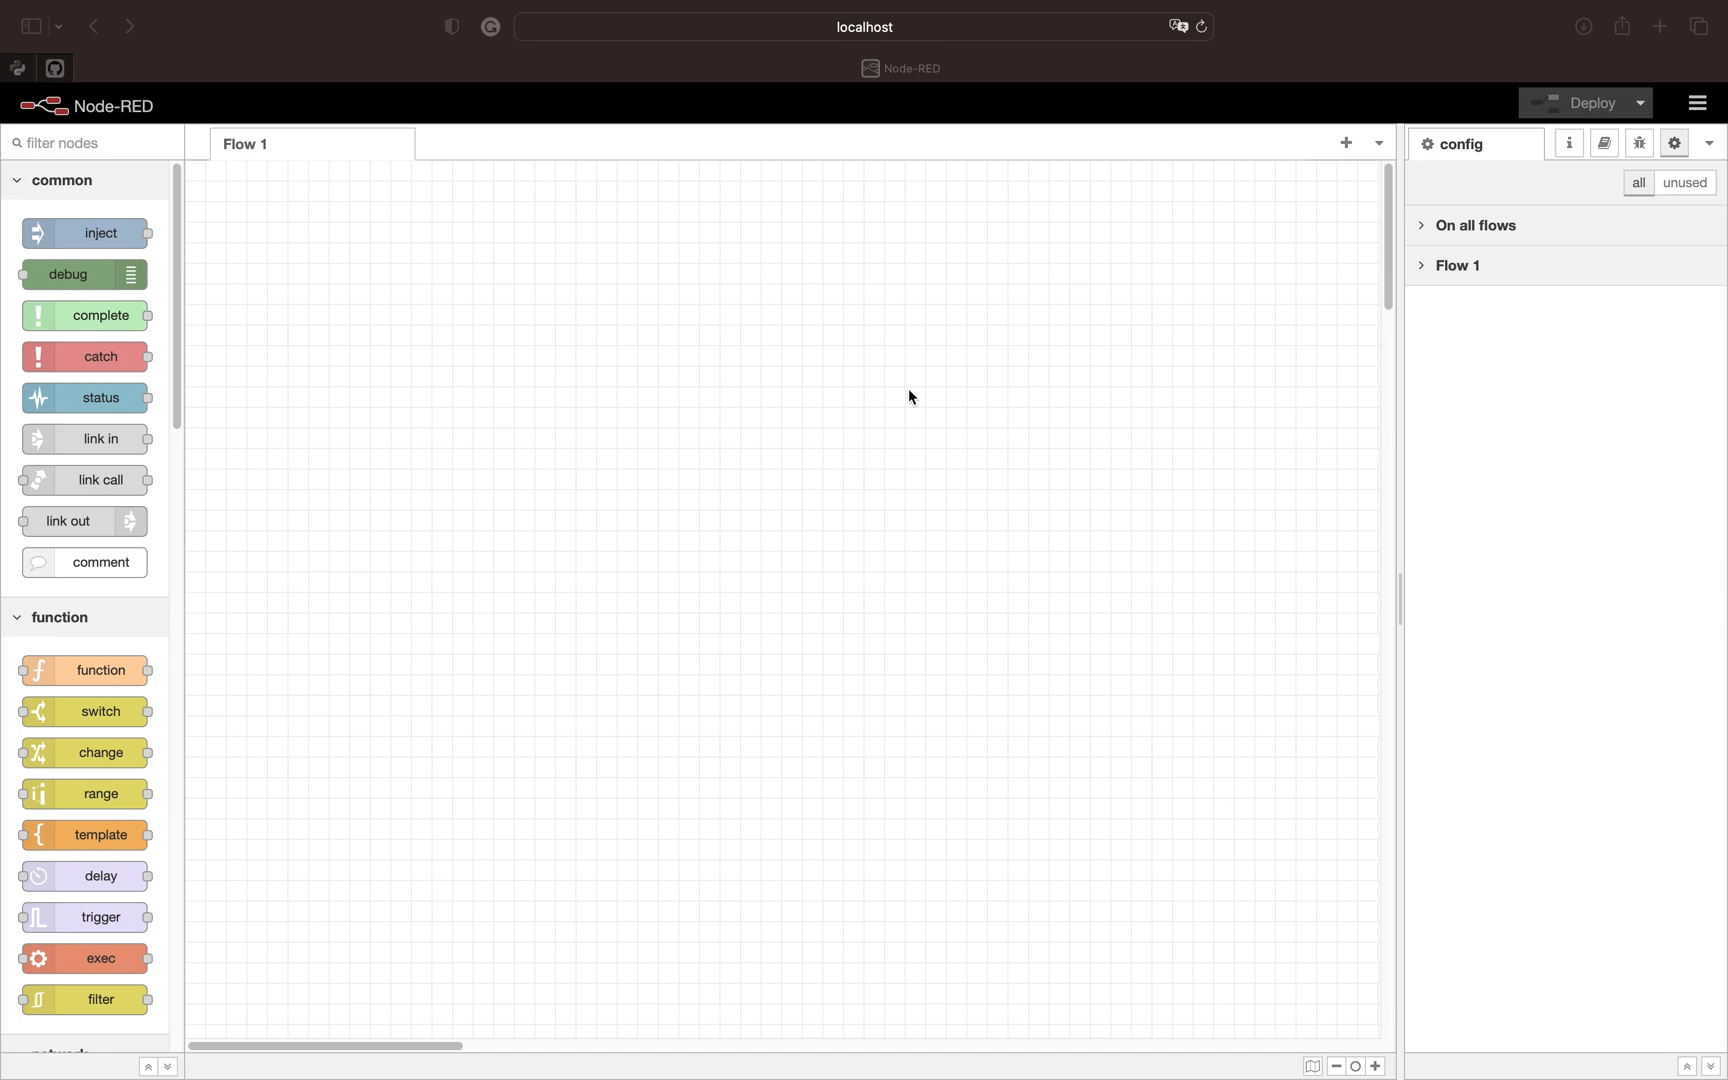 localhost
Node-RED
Node-RED
Deploy
filter nodes
Flow 1
config
all
unused
common
On all flows
Flow 1
inject
debug
complete
catch
status
link in
link call
link out
comment
function
function
switch
change
range
template
delay
trigger
exec
filter